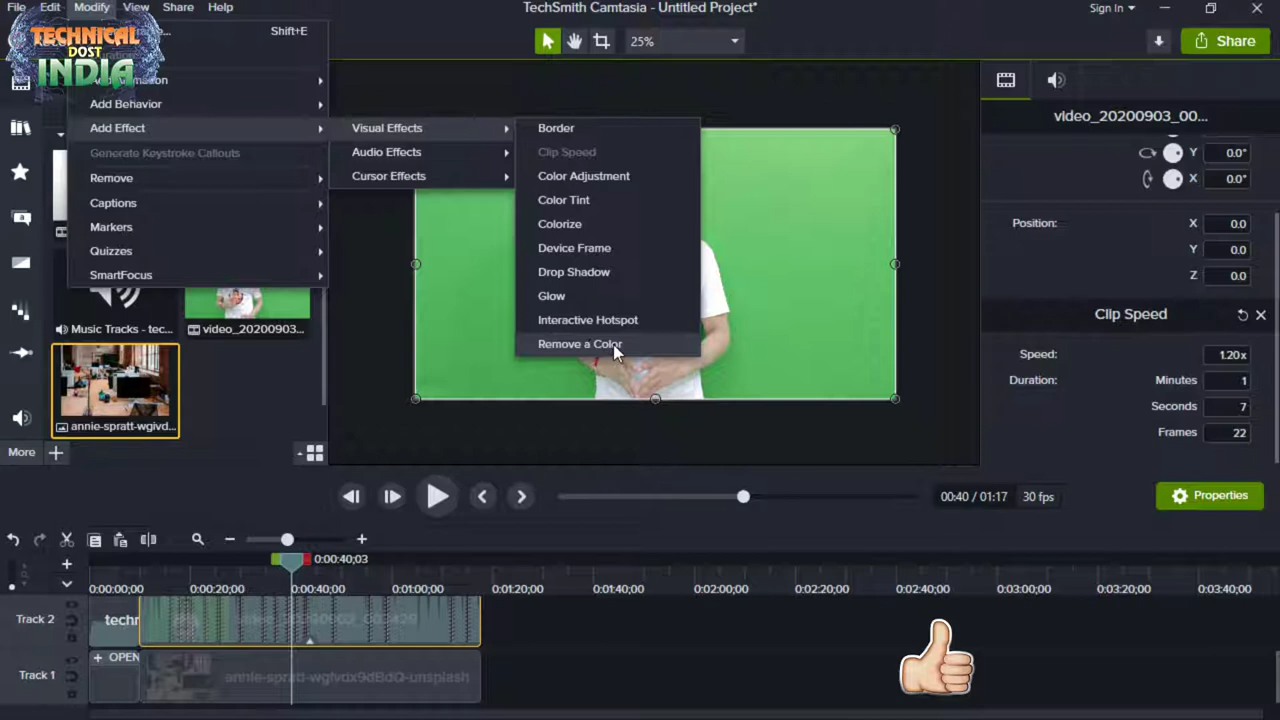 File Edit Modify View Share Help
TechSmith Camtasia - Untitled Project*
Sign In
TECHNICAL
DOST
INDIA
Shift+E
25%
Share
Add Behavior
Add Effect
Generate Keystroke Callouts
Remove
Captions
Markers
Quizzes
SmartFocus
Visual Effects
Audio Effects
Cursor Effects
Border
Clip Speed
Color Adjustment
Color Tint
Colorize
Device Frame
Drop Shadow
Glow
Interactive Hotspot
Remove a Color
video_20200903_00...
Y 0.0°
X 0.0°
Position: X 0.0
Y 0.0
Z 0.0
Clip Speed
Speed: 1.20x
Duration: Minutes 1
Seconds 7
Frames 22
Music Tracks - tec...
video_20200903...
annie-spratt-wgivd...
More
00:40 / 01:17 30 fps
Properties
0:00:40;03
0:00:00;00 0:00:20;00 0:00:40;00 0:01:00;00 0:01:20;00 0:01:40;00 0:02:00;00 0:02:20;00 0:02:40;00 0:03:00;00 0:03:20;00 0:03:40;00
Track 2
techn
Track 1
+ OPEN